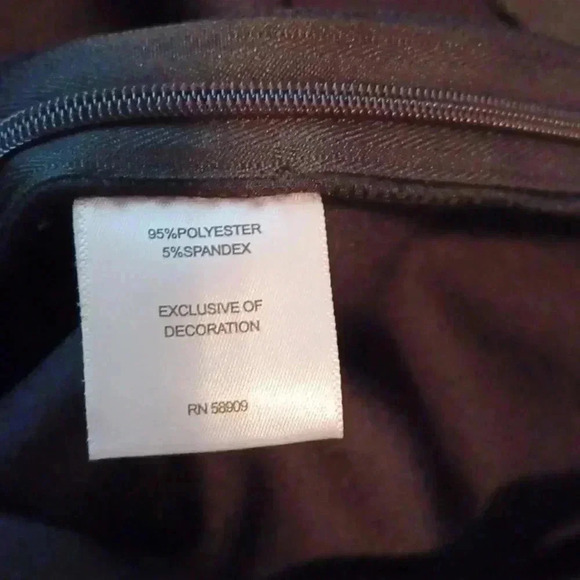 95%POLYESTER
5%SPANDEX
EXCLUSIVE OF
DECORATION
RN 58909